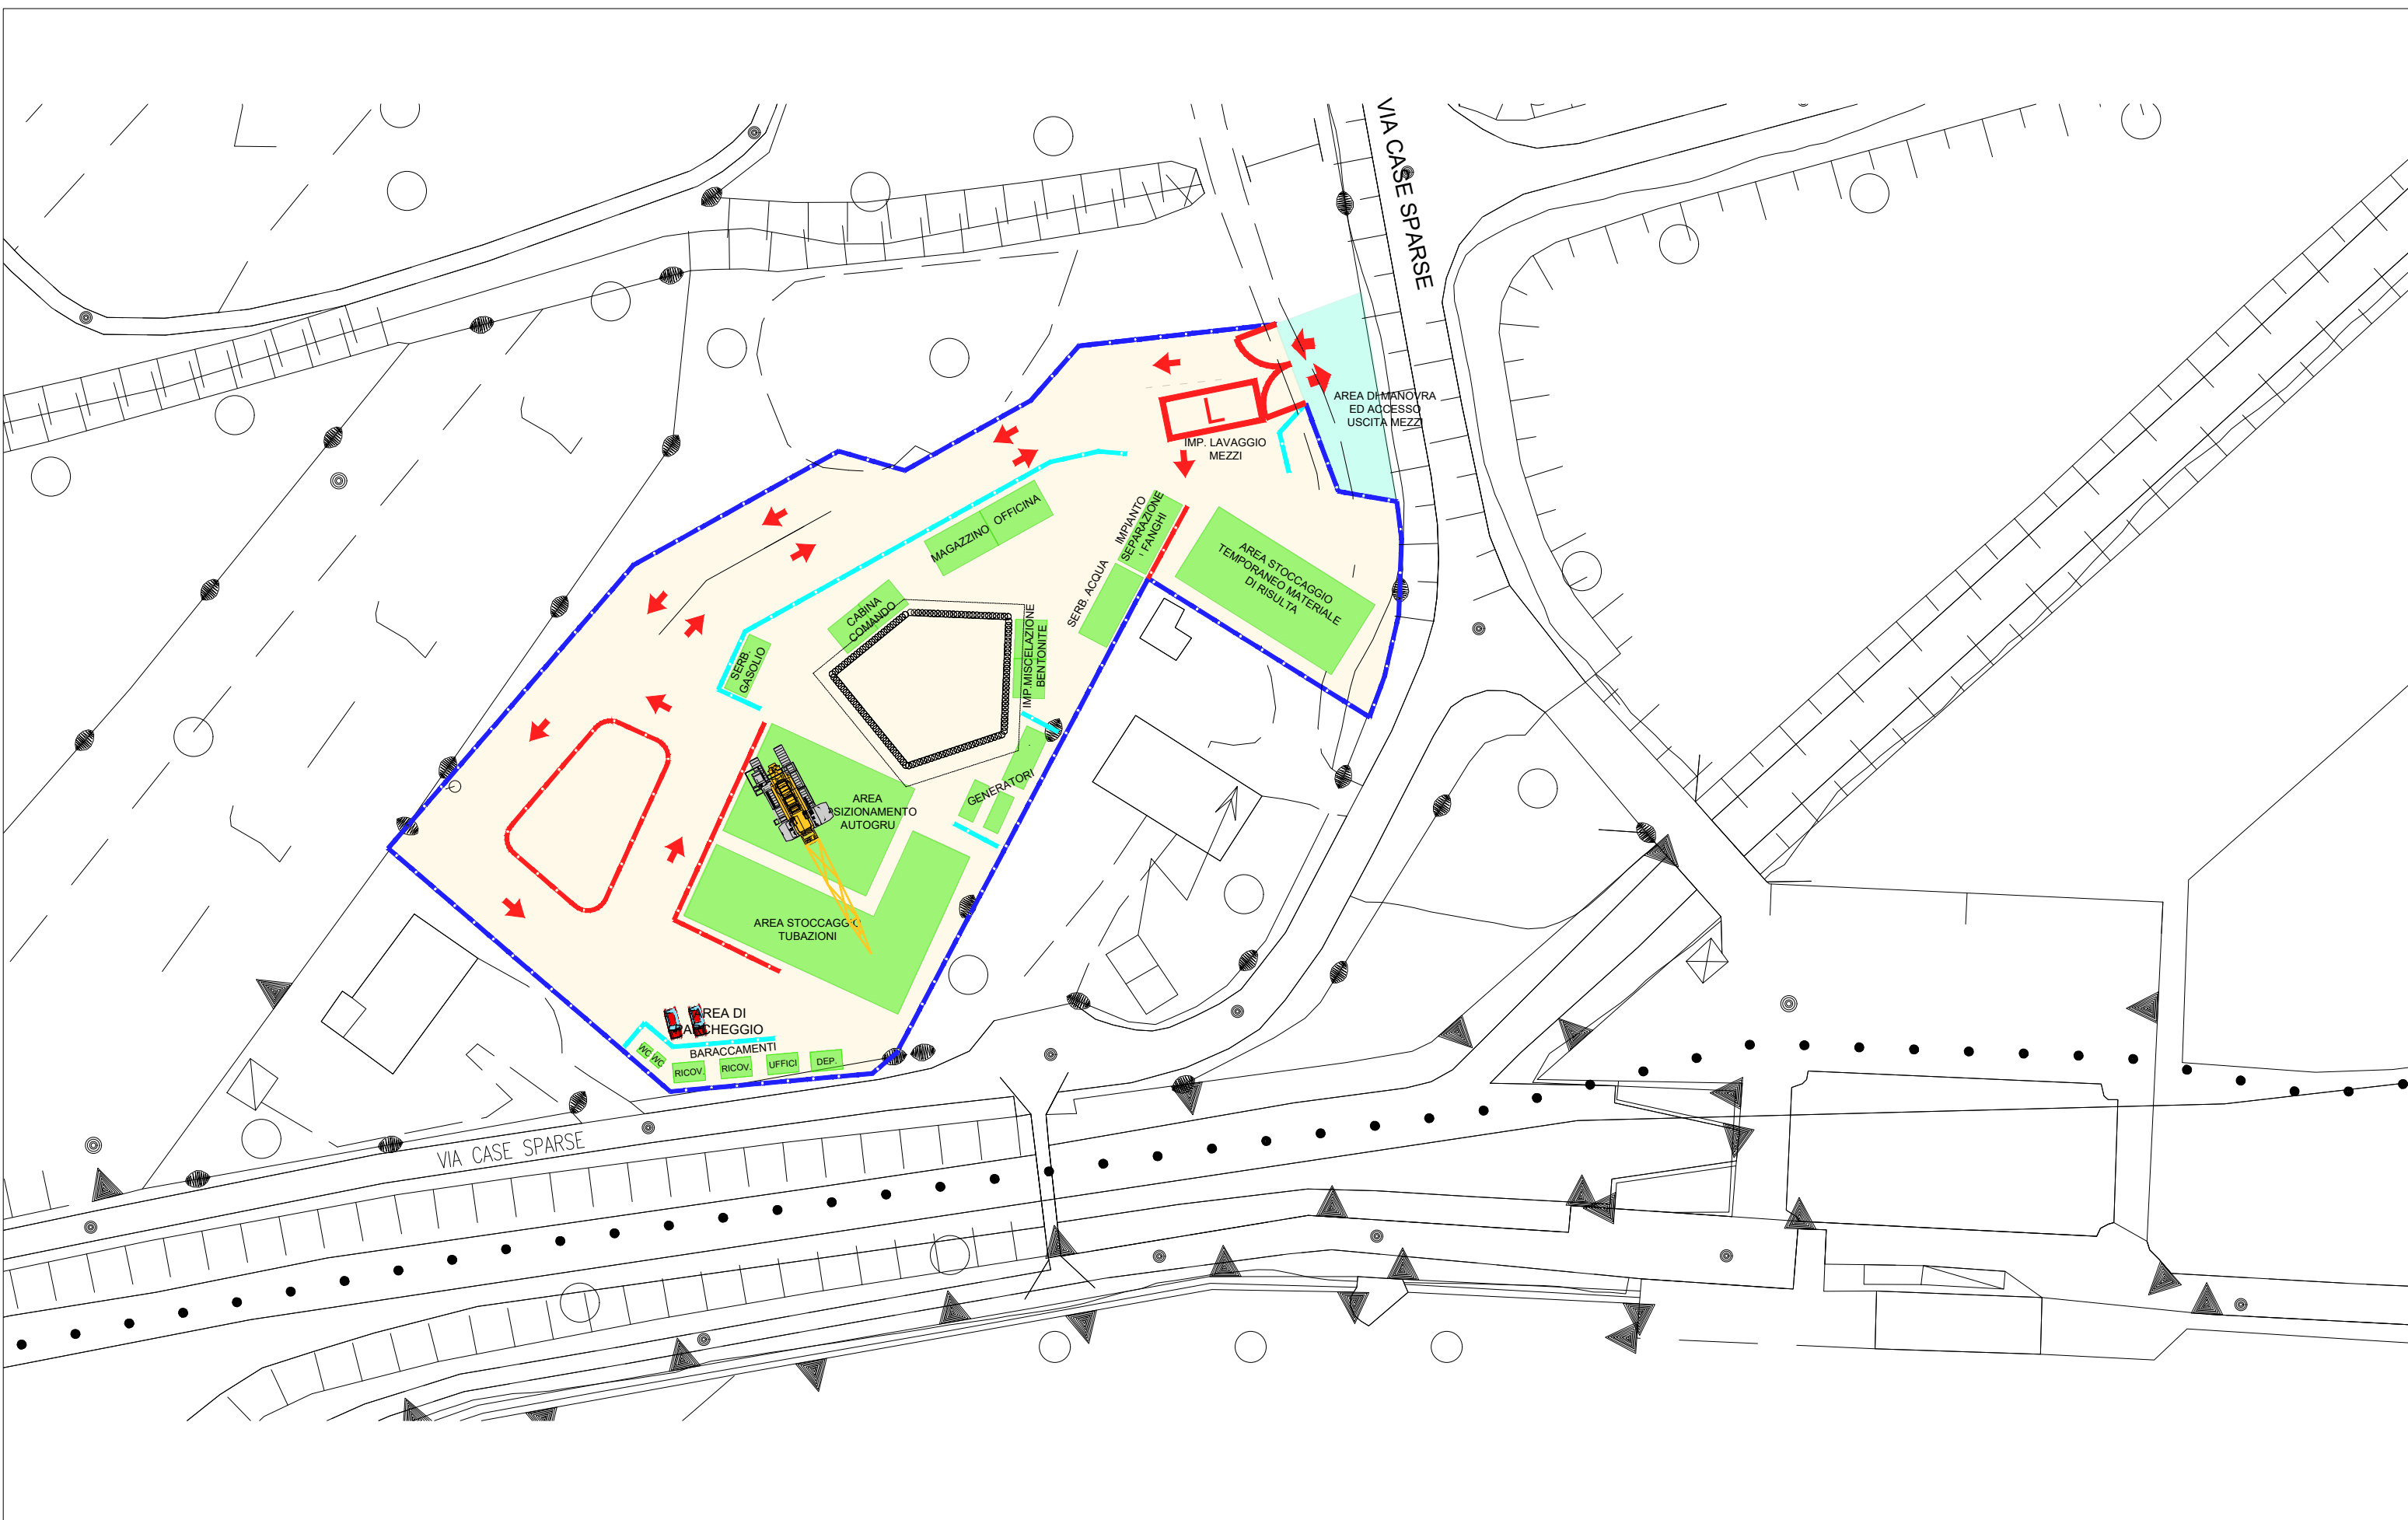 VIA CASE SPARSE
AREA DI MANOVRA
ED ACCESSO
USCITA MEZZI
L
IMP. LAVAGGIO
MEZZI
OFFICINA
MAGAZZINO
IMPIANTO
SEPARAZIONE
FANGHI
AREA STOCCAGGIO
TEMPORANEO MATERIALE
DI RISULTA
SERB. ACQUA
CABINA
COMANDO
IMP.MISCELAZIONE
BENTONITE
SERB.
GASOLIO
GENERATORI
AREA
SIZIONAMENTO
AUTOGRU
AREA STOCCAGGIO
TUBAZIONI
AREA DI
PARCHEGGIO
BARACCAMENTI
WC
WC
RICOV.
RICOV.
UFFICI
DEP.
VIA CASE SPARSE